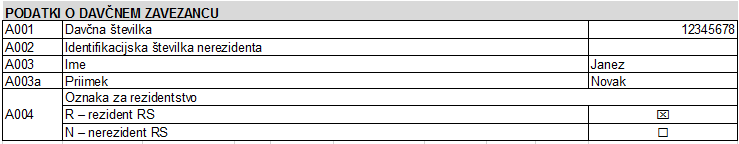 PODATKI O DAVČNEM ZAVEZANCU
A001 Davčna številka 12345678
A002 Identifikacijska številka nerezidenta
A003 Ime Janez
A003a Priimek Novak
A004 Oznaka za rezidentstvo
R – rezident RS ☒
N – nerezident RS ☐